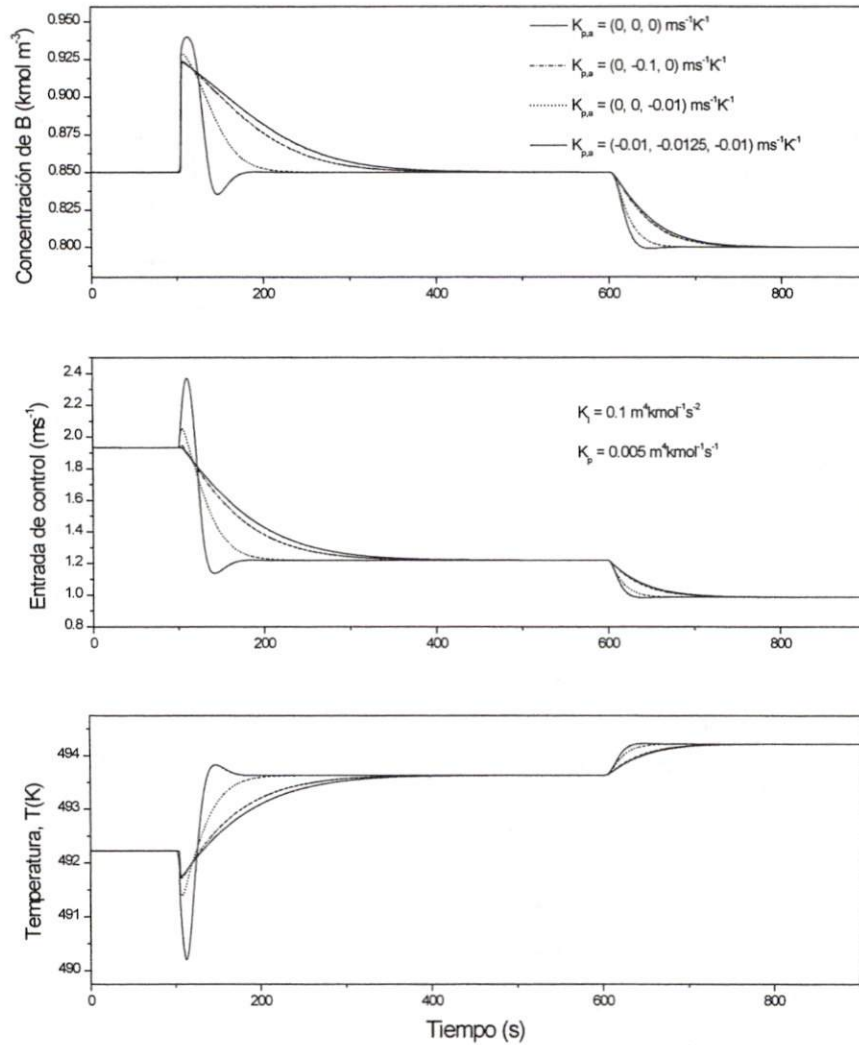 0.950
0.925
0.900
0.875
0.850
0.825
0.800
Concentración de B (kmol m⁻³)
K_{p,a} = (0, 0, 0) ms⁻¹K⁻¹
K_{p,a} = (0, -0.1, 0) ms⁻¹K⁻¹
K_{p,a} = (0, 0, -0.01) ms⁻¹K⁻¹
K_{p,a} = (-0.01, -0.0125, -0.01) ms⁻¹K⁻¹
0 200 400 600 800
2.4
2.2
2.0
1.8
1.6
1.4
1.2
1.0
0.8
Entrada de control (ms⁻¹)
K_I = 0.1 m⁴kmol⁻¹s⁻²
K_p = 0.005 m⁴kmol⁻¹s⁻¹
0 200 400 600 800
494
493
492
491
490
Temperatura, T(K)
0 200 400 600 800
Tiempo (s)